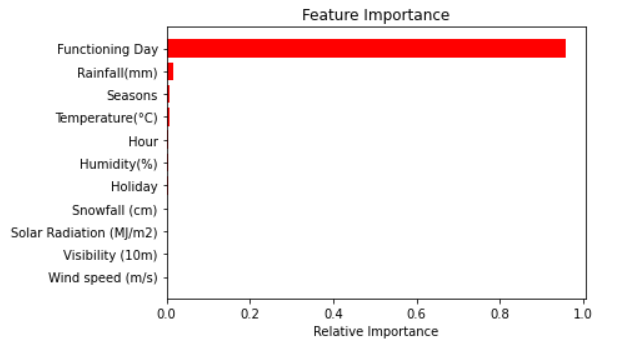 Feature Importance
Functioning Day
Rainfall(mm)
Seasons
Temperature(°C)
Hour
Humidity(%)
Holiday
Snowfall (cm)
Solar Radiation (MJ/m2)
Visibility (10m)
Wind speed (m/s)
0.0 0.2 0.4 0.6 0.8 1.0
Relative Importance